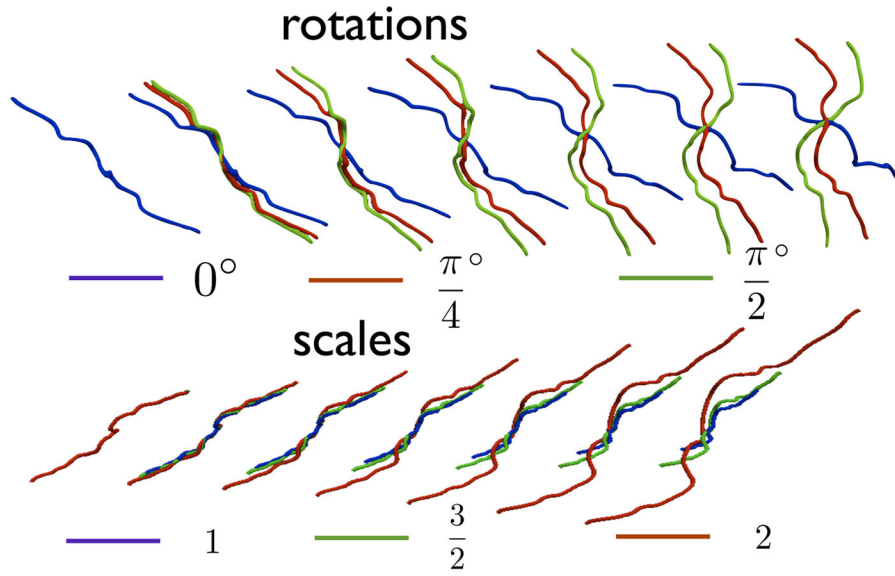 rotations
0° π/4° π/2°
scales
1 3/2 2